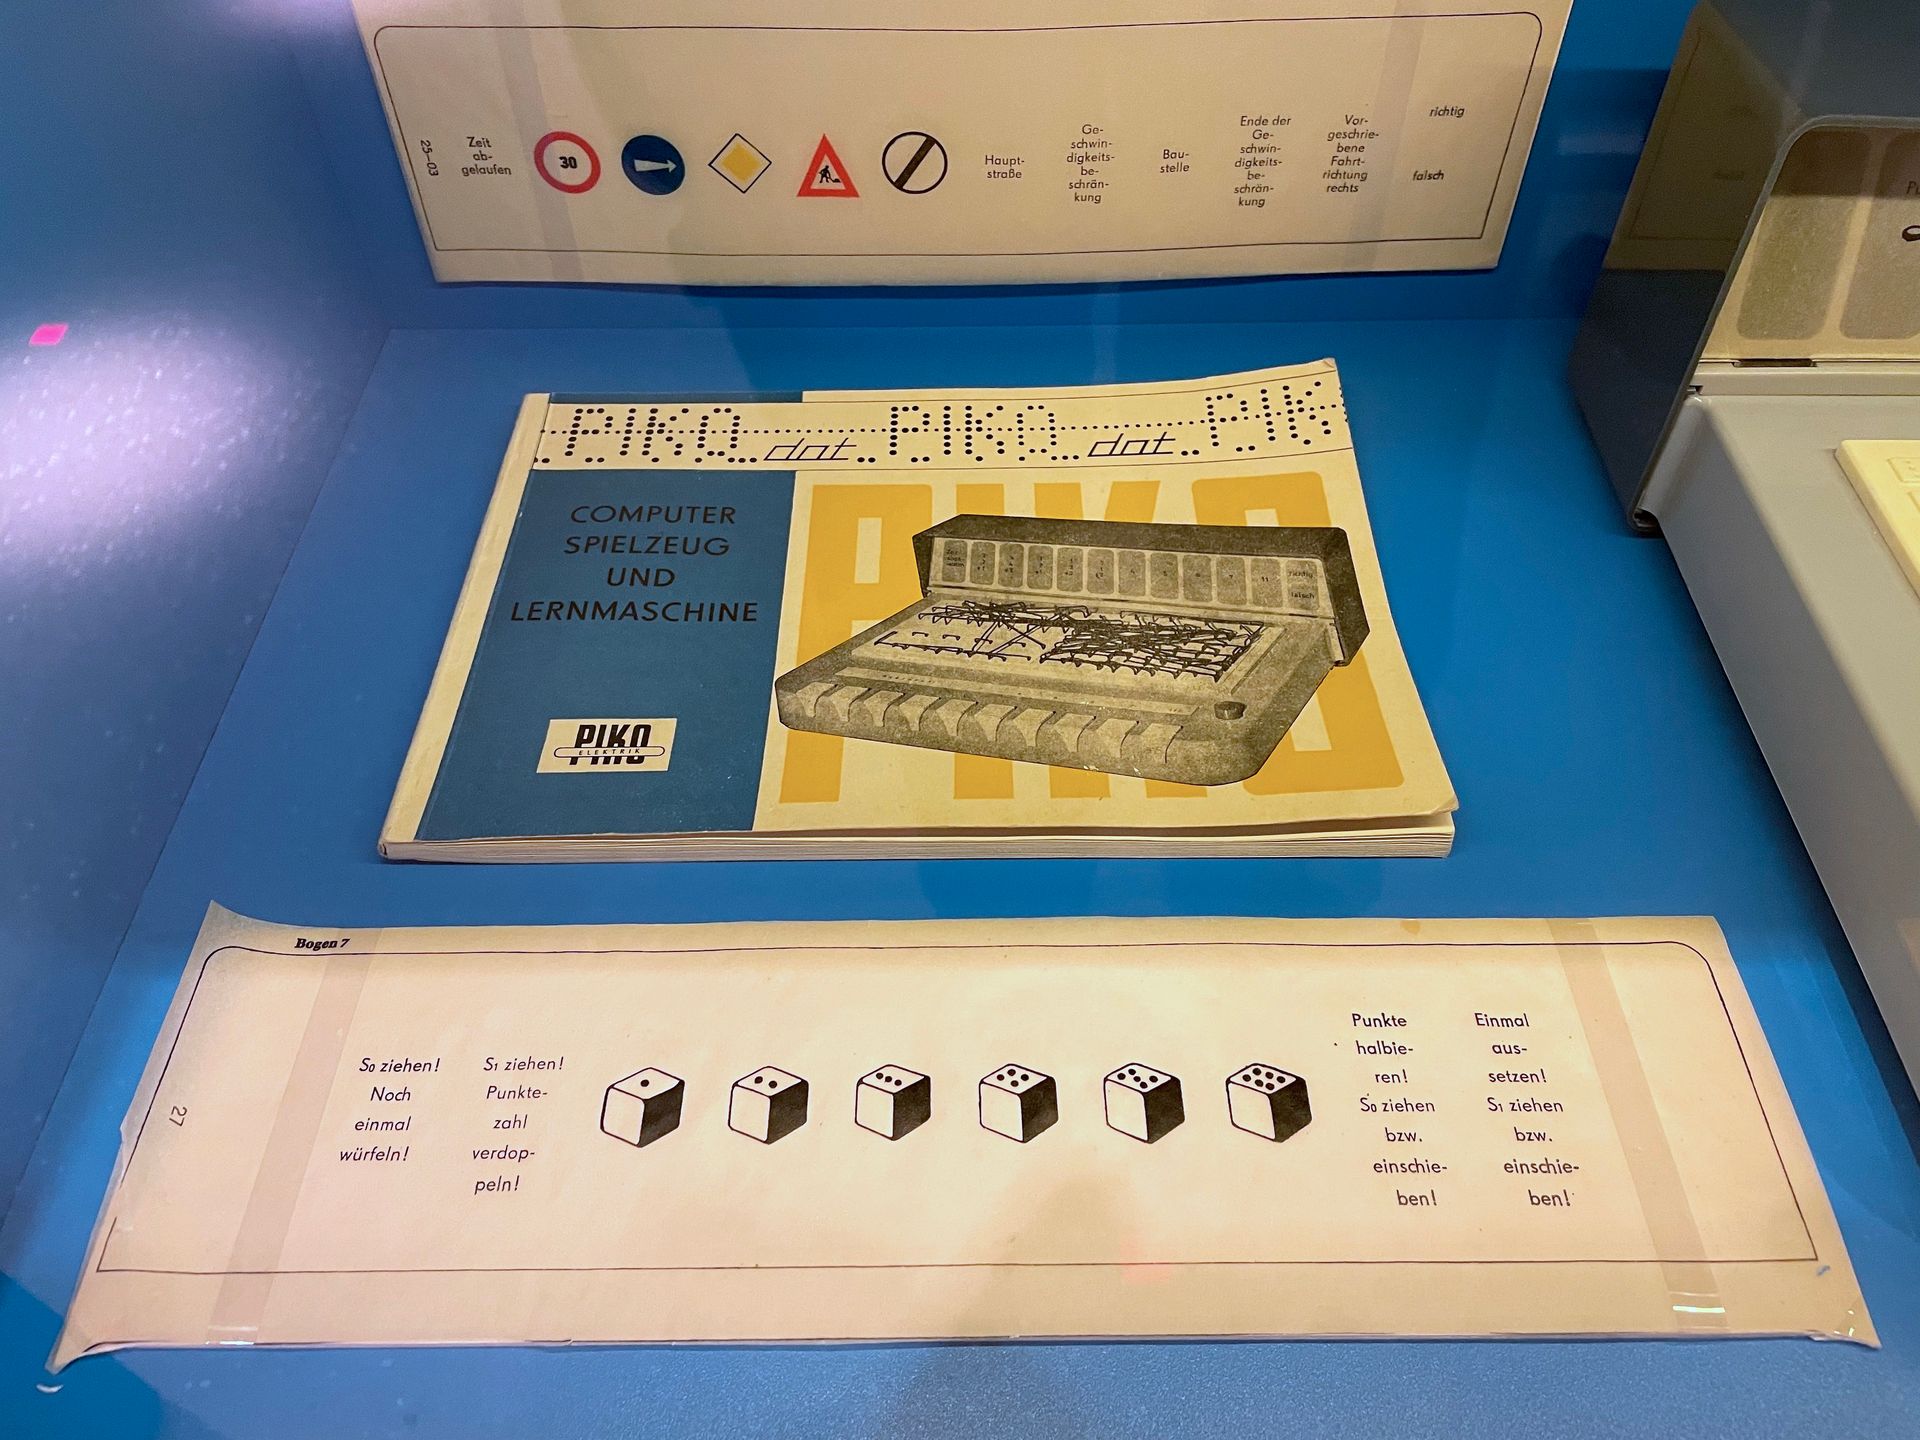 25-03
Zeit
ab-
gelaufen
30
Haupt-
straße
Ge-
schwin-
digkeits-
be-
schrän-
kung
Bau-
stelle
Ende der
Ge-
schwin-
digkeits-
be-
schrän-
kung
Vor-
geschrie-
bene
Fahrt-
richtung
rechts
richtig
falsch
PIKO dat PIKO dat PIK
COMPUTER
SPIELZEUG
UND
LERNMASCHINE
PIKO
ELEKTRIK
PIKO
richtig
falsch
Bogen 7
27
S₀ ziehen!
Noch
einmal
würfeln!
S₁ ziehen!
Punkte-
zahl
verdop-
peln!
Punkte
halbie-
ren!
S₀ ziehen
bzw.
einschie-
ben!
Einmal
aus-
setzen!
S₁ ziehen
bzw.
einschie-
ben!